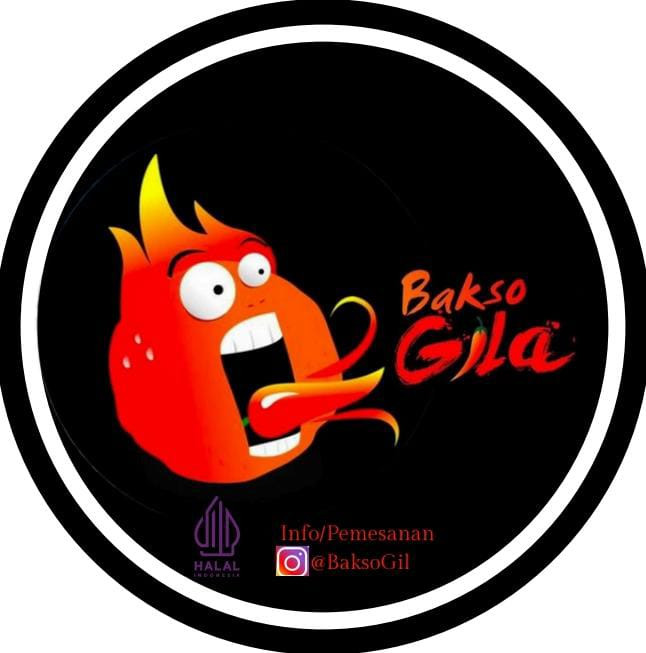 Bakso
Gila
HALAL
INDONESIA
Info/Pemesanan
@BaksoGil